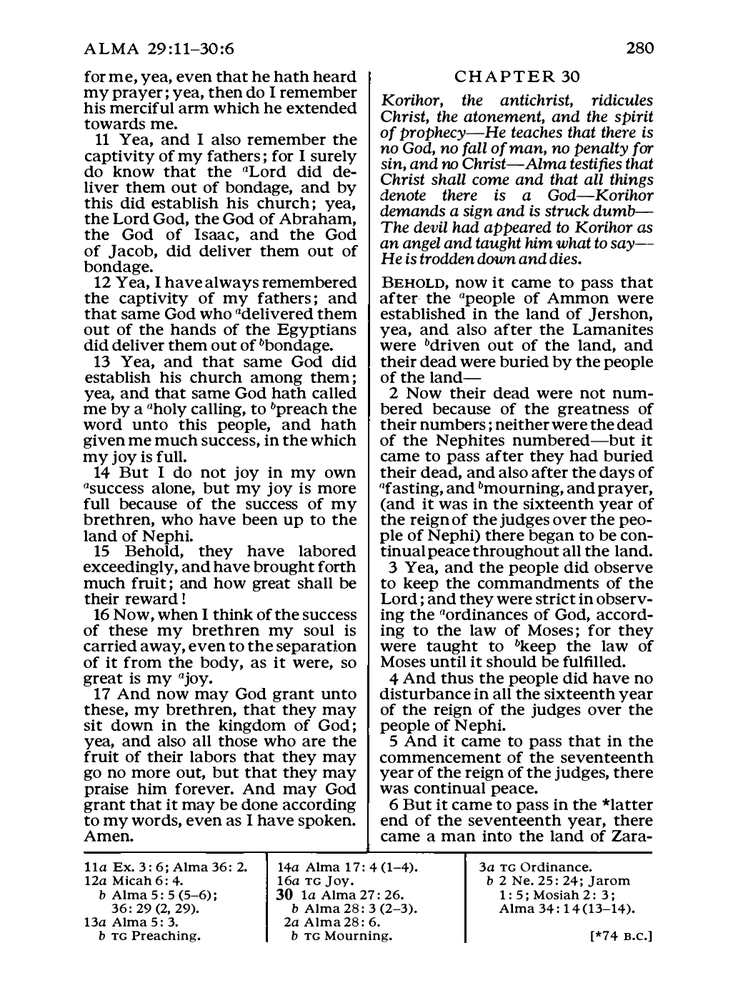 ALMA 29:11–30:6
280
for me, yea, even that he hath heard
my prayer; yea, then do I remember
his merciful arm which he extended
towards me.
11 Yea, and I also remember the
captivity of my fathers; for I surely
do know that the aLord did de-
liver them out of bondage, and by
this did establish his church; yea,
the Lord God, the God of Abraham,
the God of Isaac, and the God
of Jacob, did deliver them out of
bondage.
12 Yea, I have always remembered
the captivity of my fathers; and
that same God who adelivered them
out of the hands of the Egyptians
did deliver them out of bbondage.
13 Yea, and that same God did
establish his church among them;
yea, and that same God hath called
me by a aholy calling, to bpreach the
word unto this people, and hath
given me much success, in the which
my joy is full.
14 But I do not joy in my own
asuccess alone, but my joy is more
full because of the success of my
brethren, who have been up to the
land of Nephi.
15 Behold, they have labored
exceedingly, and have brought forth
much fruit; and how great shall be
their reward!
16 Now, when I think of the success
of these my brethren my soul is
carried away, even to the separation
of it from the body, as it were, so
great is my ajoy.
17 And now may God grant unto
these, my brethren, that they may
sit down in the kingdom of God;
yea, and also all those who are the
fruit of their labors that they may
go no more out, but that they may
praise him forever. And may God
grant that it may be done according
to my words, even as I have spoken.
Amen.
CHAPTER 30
Korihor, the antichrist, ridicules
Christ, the atonement, and the spirit
of prophecy—He teaches that there is
no God, no fall of man, no penalty for
sin, and no Christ—Alma testifies that
Christ shall come and that all things
denote there is a God—Korihor
demands a sign and is struck dumb—
The devil had appeared to Korihor as
an angel and taught him what to say—
He is trodden down and dies.
BEHOLD, now it came to pass that
after the apeople of Ammon were
established in the land of Jershon,
yea, and also after the Lamanites
were bdriven out of the land, and
their dead were buried by the people
of the land—
2 Now their dead were not num-
bered because of the greatness of
their numbers; neither were the dead
of the Nephites numbered—but it
came to pass after they had buried
their dead, and also after the days of
afasting, and bmourning, and prayer,
(and it was in the sixteenth year of
the reign of the judges over the peo-
ple of Nephi) there began to be con-
tinual peace throughout all the land.
3 Yea, and the people did observe
to keep the commandments of the
Lord; and they were strict in observ-
ing the aordinances of God, accord-
ing to the law of Moses; for they
were taught to bkeep the law of
Moses until it should be fulfilled.
4 And thus the people did have no
disturbance in all the sixteenth year
of the reign of the judges over the
people of Nephi.
5 And it came to pass that in the
commencement of the seventeenth
year of the reign of the judges, there
was continual peace.
6 But it came to pass in the *latter
end of the seventeenth year, there
came a man into the land of Zara-
11a Ex. 3: 6; Alma 36: 2.
12a Micah 6: 4.
b Alma 5: 5 (5–6);
36: 29 (2, 29).
13a Alma 5: 3.
b TG Preaching.
14a Alma 17: 4 (1–4).
16a TG Joy.
30 1a Alma 27: 26.
b Alma 28: 3 (2–3).
2a Alma 28: 6.
b TG Mourning.
3a TG Ordinance.
b 2 Ne. 25: 24; Jarom
1: 5; Mosiah 2: 3;
Alma 34: 14 (13–14).
[*74 B.C.]